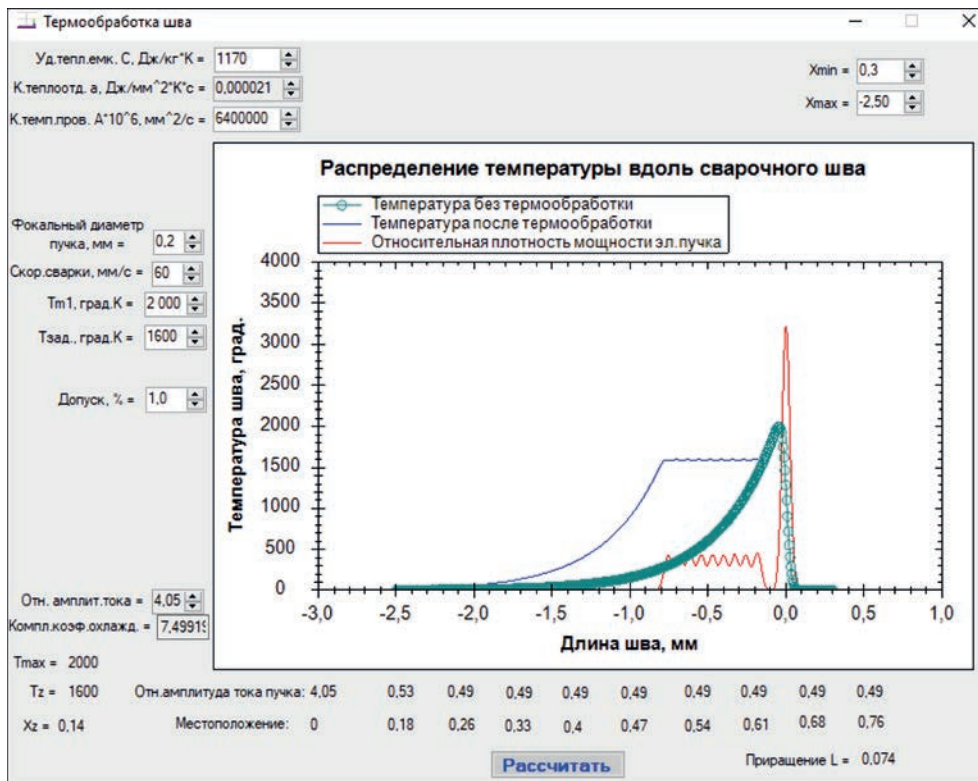 Термообработка шва
Уд.тепл.емк. С, Дж/кг*К = 1170
К.теплоотд. а, Дж/мм^2*К*с = 0,000021
К.темп.пров. А*10^6, мм^2/с = 6400000
Xmin = 0,3
Xmax = -2,50
Фокальный диаметр
пучка, мм = 0,2
Скор.сварки, мм/с = 60
Tm1, град.К = 2 000
Тзад., град.К = 1600
Допуск, % = 1,0
Распределение температуры вдоль сварочного шва
Температура без термообработки
Температура после термообработки
Относительная плотность мощности эл.пучка
Температура шва, град.
4000
3500
3000
2500
2000
1500
1000
500
0
-3,0 -2,5 -2,0 -1,5 -1,0 -0,5 0,0 0,5 1,0
Длина шва, мм
Отн. амплит.тока = 4,05
Компл.коэф.охлажд. = 7,4991
Tmax = 2000
Tz = 1600 Отн.амплитуда тока пучка: 4,05 0,53 0,49 0,49 0,49 0,49 0,49 0,49 0,49 0,49
Xz = 0,14 Местоположение: 0 0,18 0,26 0,33 0,4 0,47 0,54 0,61 0,68 0,76
Рассчитать
Приращение L = 0,074